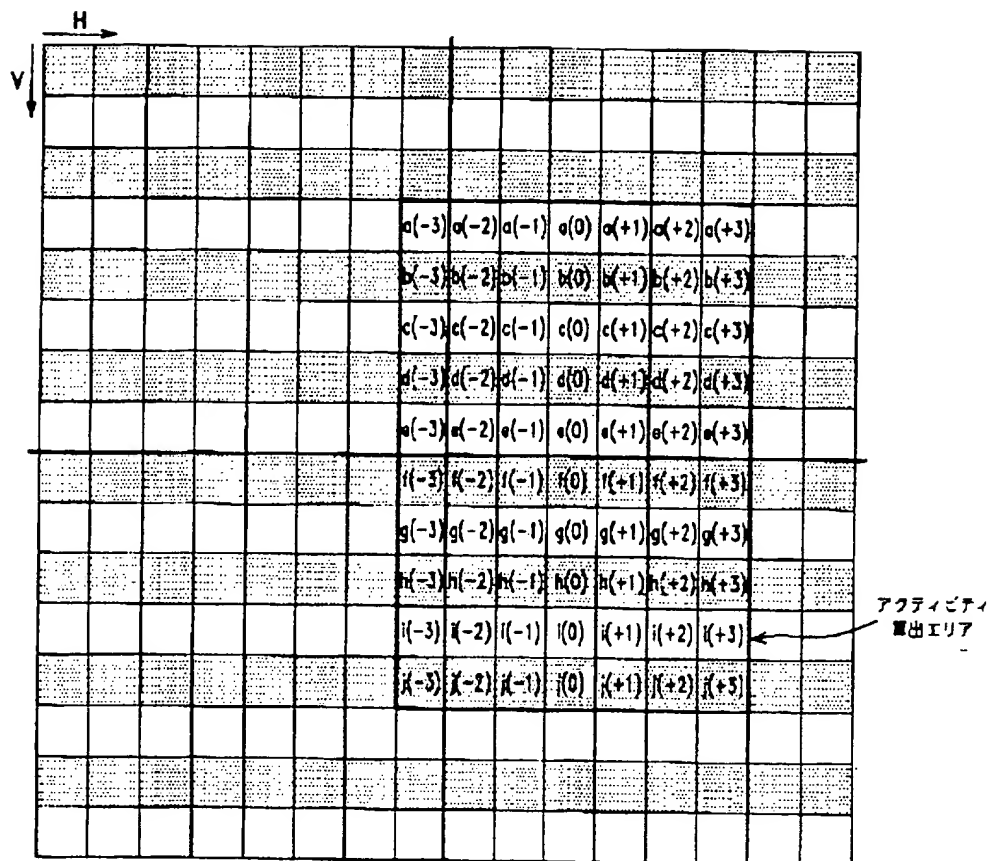 H
V
a(-3) a(-2) a(-1) a(0) a(+1) a(+2) a(+3)
b(-3) b(-2) b(-1) b(0) b(+1) b(+2) b(+3)
c(-3) c(-2) c(-1) c(0) c(+1) c(+2) c(+3)
d(-3) d(-2) d(-1) d(0) d(+1) d(+2) d(+3)
e(-3) e(-2) e(-1) e(0) e(+1) e(+2) e(+3)
f(-3) f(-2) f(-1) f(0) f(+1) f(+2) f(+3)
g(-3) g(-2) g(-1) g(0) g(+1) g(+2) g(+3)
h(-3) h(-2) h(-1) h(0) h(+1) h(+2) h(+3)
i(-3) i(-2) i(-1) i(0) i(+1) i(+2) i(+3)
j(-3) j(-2) j(-1) j(0) j(+1) j(+2) j(+3)
アクティビティ
算出エリア